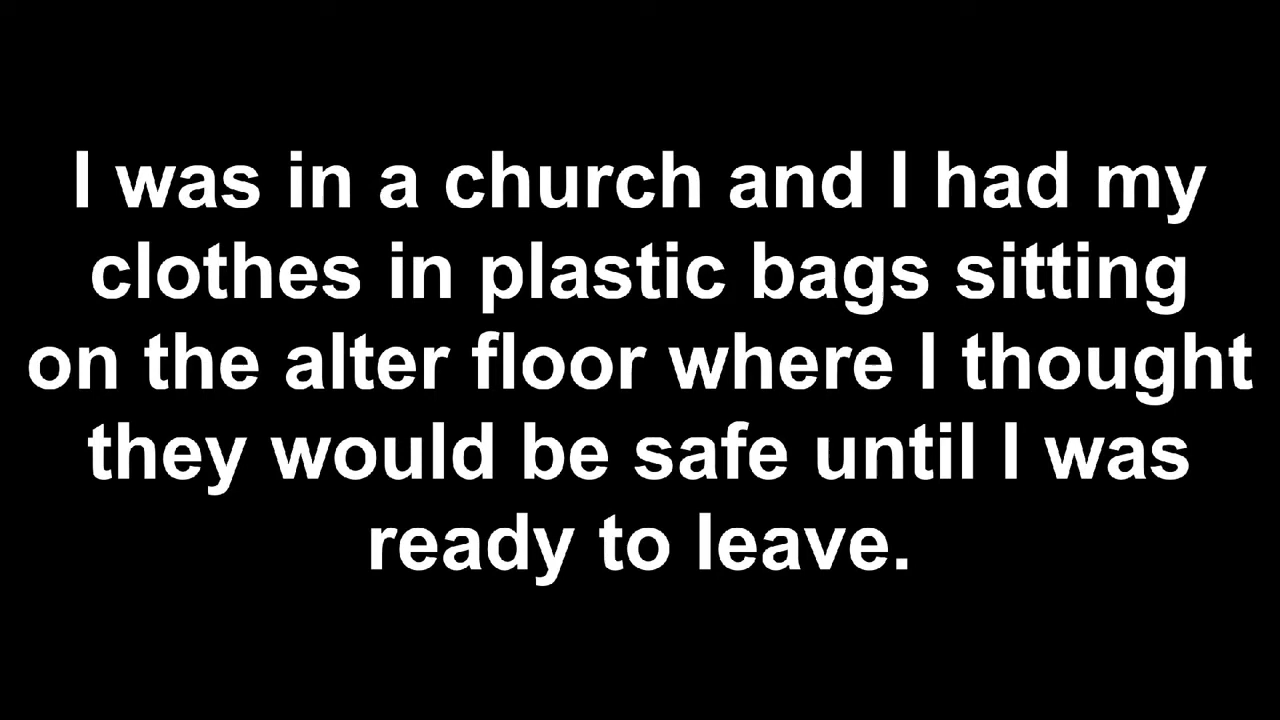 I was in a church and I had my
clothes in plastic bags sitting
on the alter floor where I thought
they would be safe until I was
ready to leave.